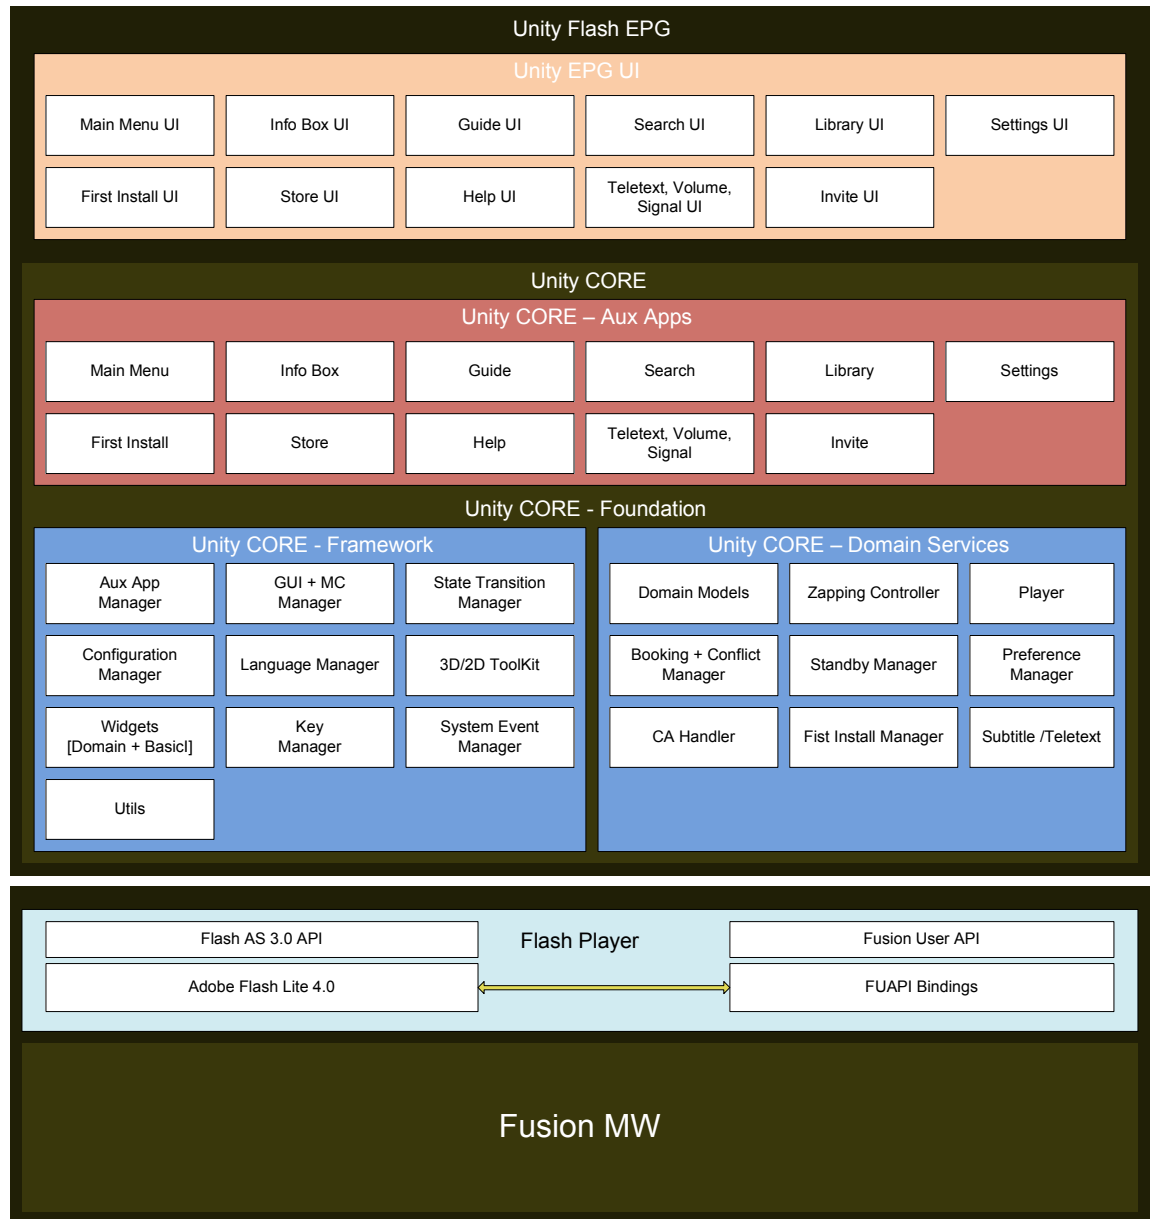 Unity Flash EPG
Unity EPG UI
Main Menu UI
Info Box UI
Guide UI
Search UI
Library UI
Settings UI
First Install UI
Store UI
Help UI
Teletext, Volume,
Signal UI
Invite UI
Unity CORE
Unity CORE – Aux Apps
Main Menu
Info Box
Guide
Search
Library
Settings
First Install
Store
Help
Teletext, Volume,
Signal
Invite
Unity CORE - Foundation
Unity CORE - Framework
Aux App
Manager
GUI + MC
Manager
State Transition
Manager
Configuration
Manager
Language Manager
3D/2D ToolKit
Widgets
[Domain + Basicl]
Key
Manager
System Event
Manager
Utils
Unity CORE – Domain Services
Domain Models
Zapping Controller
Player
Booking + Conflict
Manager
Standby Manager
Preference
Manager
CA Handler
Fist Install Manager
Subtitle /Teletext
Flash AS 3.0 API
Flash Player
Fusion User API
Adobe Flash Lite 4.0
FUAPI Bindings
Fusion MW